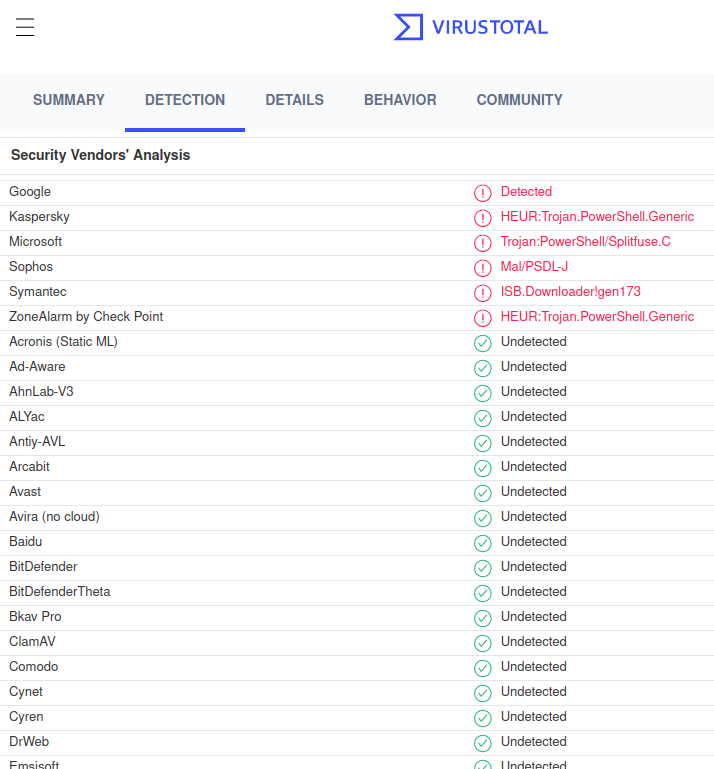 VIRUSTOTAL
SUMMARY DETECTION DETAILS BEHAVIOR COMMUNITY
Security Vendors' Analysis
Google Detected
Kaspersky HEUR:Trojan.PowerShell.Generic
Microsoft Trojan:PowerShell/Splitfuse.C
Sophos Mal/PSDL-J
Symantec ISB.Downloader!gen173
ZoneAlarm by Check Point HEUR:Trojan.PowerShell.Generic
Acronis (Static ML) Undetected
Ad-Aware Undetected
AhnLab-V3 Undetected
ALYac Undetected
Antiy-AVL Undetected
Arcabit Undetected
Avast Undetected
Avira (no cloud) Undetected
Baidu Undetected
BitDefender Undetected
BitDefenderTheta Undetected
Bkav Pro Undetected
ClamAV Undetected
Comodo Undetected
Cynet Undetected
Cyren Undetected
DrWeb Undetected
Emsisoft Undetected